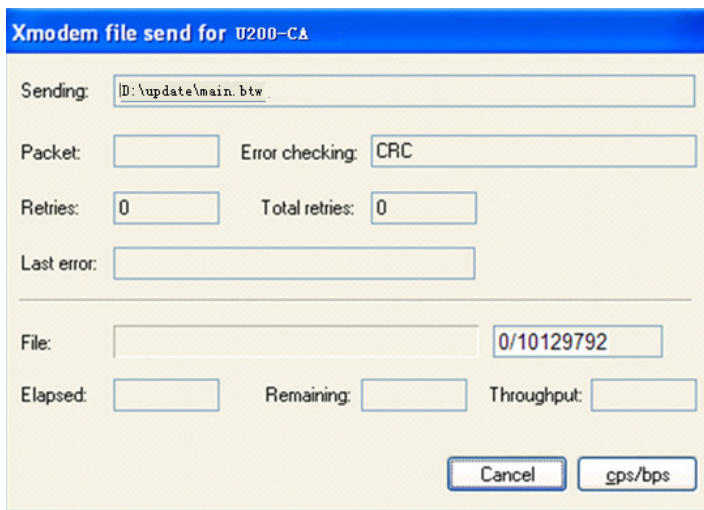 Xmodem file send for U200-CA
Sending: D:\update\main.btw
Packet: Error checking: CRC
Retries: 0 Total retries: 0
Last error:
File: 0/10129792
Elapsed: Remaining: Throughput:
Cancel cps/bps